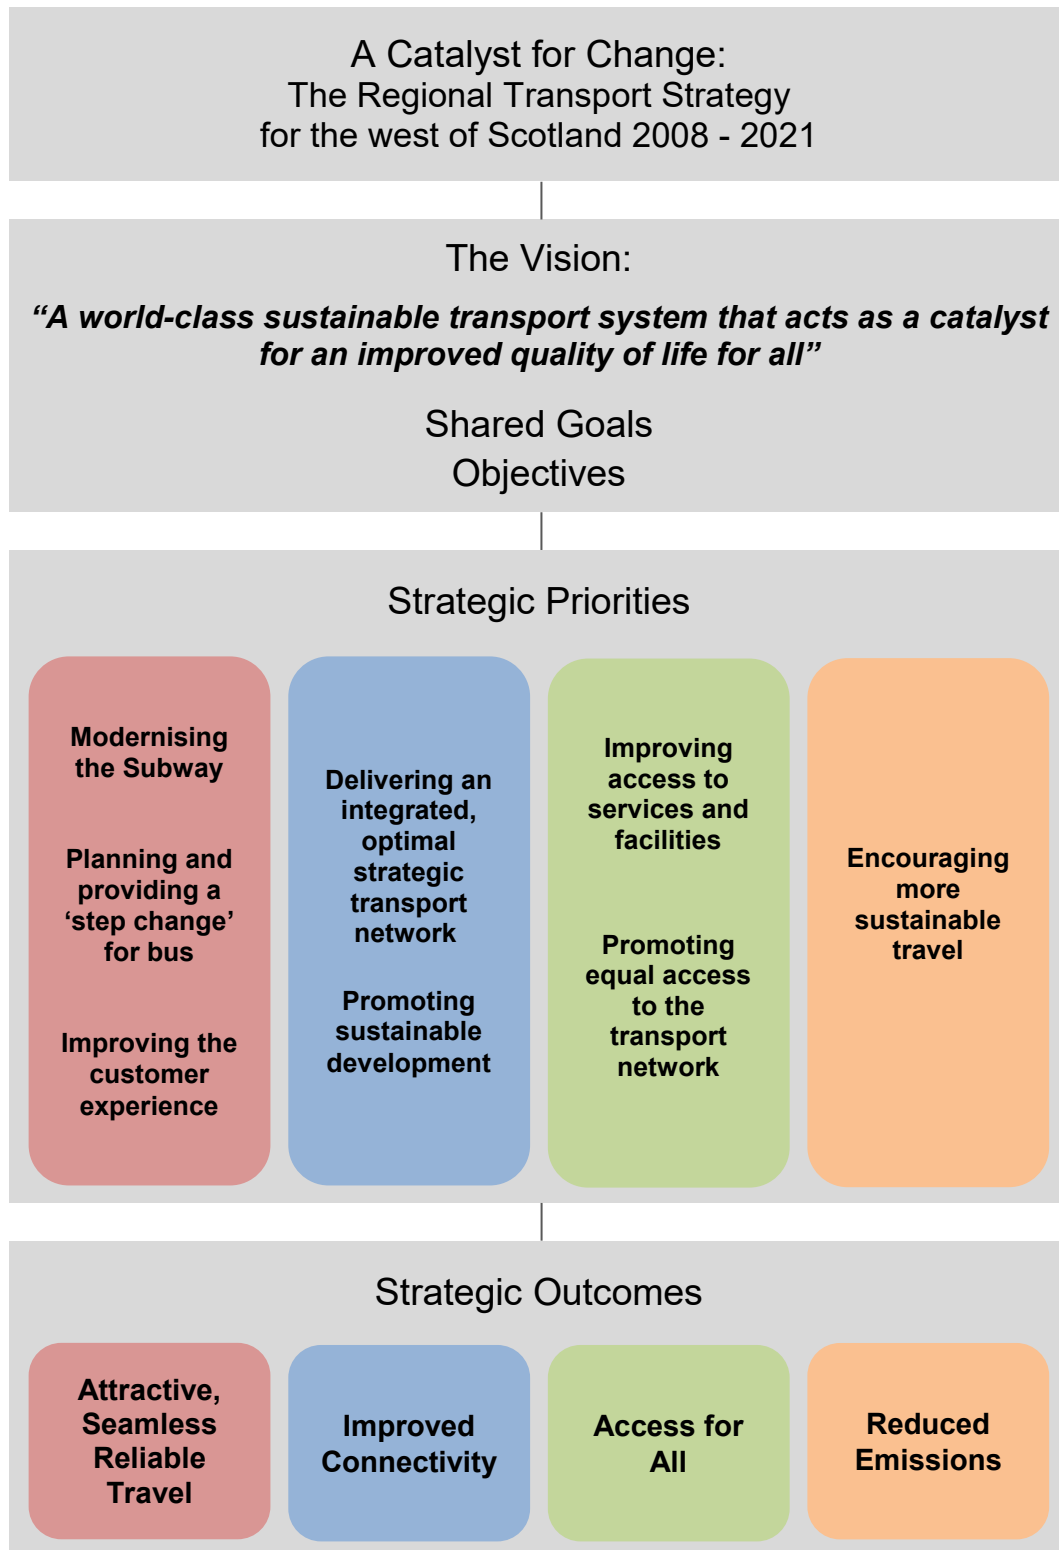 A Catalyst for Change:
The Regional Transport Strategy
for the west of Scotland 2008 - 2021
The Vision:
“A world-class sustainable transport system that acts as a catalyst
for an improved quality of life for all”
Shared Goals
Objectives
Strategic Priorities
Modernising
the Subway
Planning and
providing a
‘step change’
for bus
Improving the
customer
experience
Delivering an
integrated,
optimal
strategic
transport
network
Promoting
sustainable
development
Improving
access to
services and
facilities
Promoting
equal access
to the
transport
network
Encouraging
more
sustainable
travel
Strategic Outcomes
Attractive,
Seamless
Reliable
Travel
Improved
Connectivity
Access for
All
Reduced
Emissions